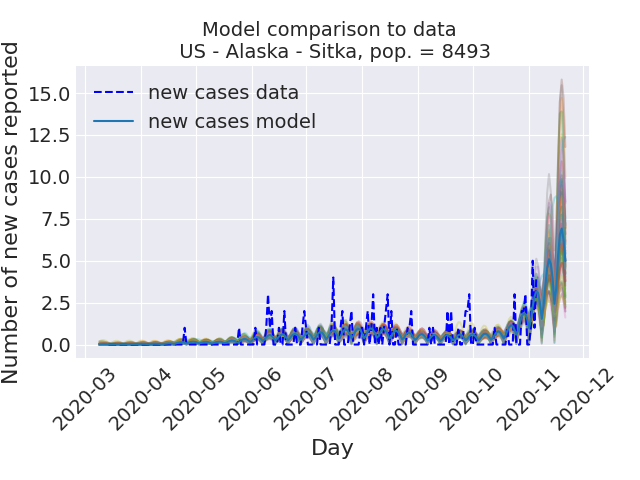 Model comparison to data
US - Alaska - Sitka, pop. = 8493
Number of new cases reported
15.0
12.5
10.0
7.5
5.0
2.5
0.0
new cases data
new cases model
2020-03
2020-04
2020-05
2020-06
2020-07
2020-08
2020-09
2020-10
2020-11
2020-12
Day